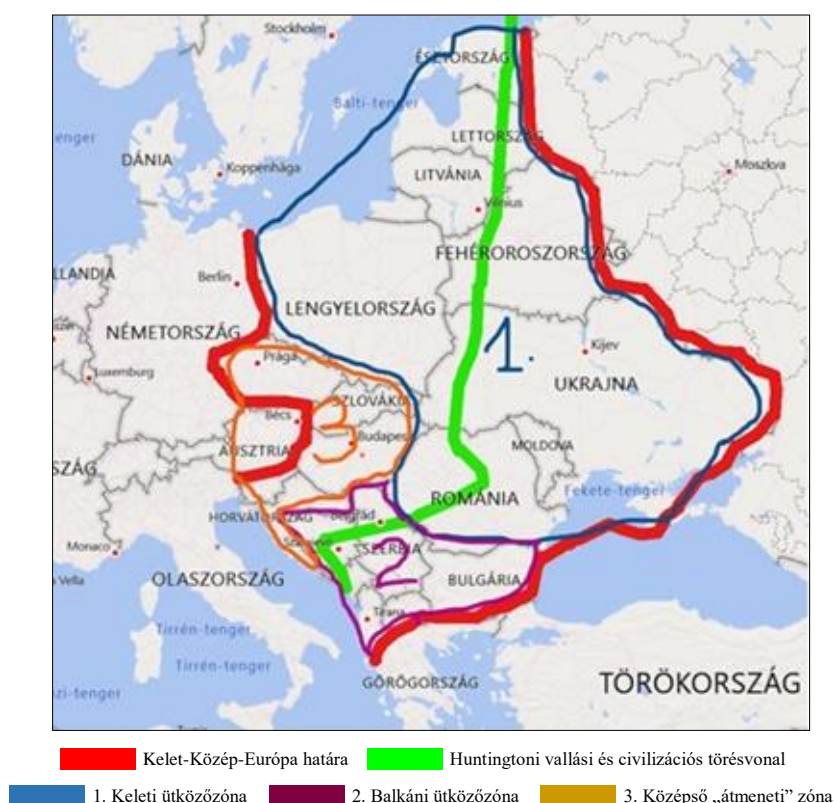 Stockholm
ÉSZTORSZÁG
Balti-tenger
enger
LETTORSZÁG
DÁNIA
Koppenhága
Moszkva
LITVÁNIA
Vilnius
FEHÉROROSZORSZÁG
LLANDIA
Berlin
LENGYELORSZÁG
NÉMETORSZÁG
1.
Kijev
Prága
Luxemburg
UKRAJNA
SZLOVÁKIA
3
Bécs
Budapest
AUSZTRIA
MOLDOVA
SZÁG
ROMÁNIA
Fekete-tenger
HORVÁTORSZÁG
Belgrád
Monaco
SZERBIA
2
Vella
OLASZORSZÁG
BULGÁRIA
Tirana
Tirrén-tenger
Tirrén-tenger
GÖRÖGORSZÁG
TÖRÖKORSZÁG
zi-tenger
Kelet-Közép-Európa határa
Huntingtoni vallási és civilizációs törésvonal
1. Keleti ütközőzóna
2. Balkáni ütközőzóna
3. Középső „átmeneti” zóna